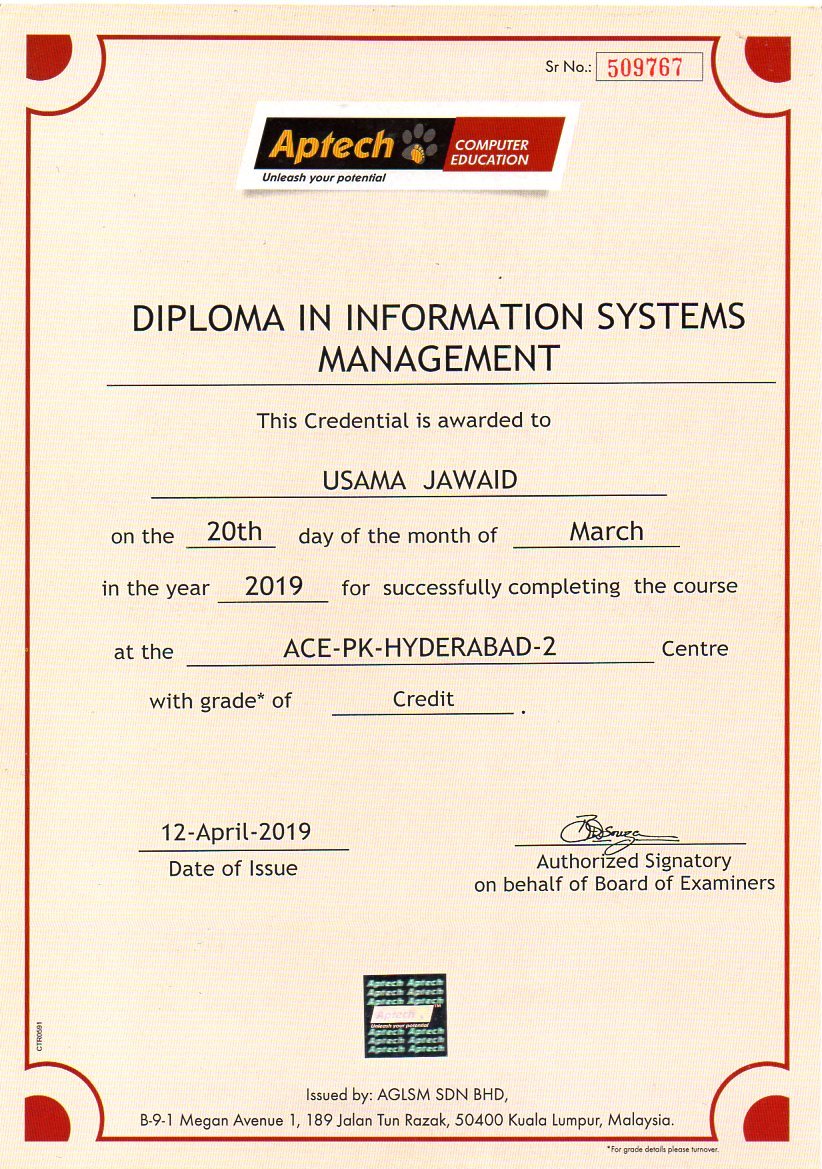 Sr No.: 509767
Aptech COMPUTER EDUCATION
Unleash your potential
DIPLOMA IN INFORMATION SYSTEMS
MANAGEMENT
This Credential is awarded to
USAMA JAWAID
on the 20th day of the month of March
in the year 2019 for successfully completing the course
at the ACE-PK-HYDERABAD-2 Centre
with grade* of Credit .
12-April-2019
Date of Issue
Authorized Signatory
on behalf of Board of Examiners
Aptech Aptech
Aptech Aptech
Aptech Aptech
Aptech TM
Unleash your potential
Aptech Aptech
Aptech Aptech
Aptech Aptech
CTR0591
Issued by: AGLSM SDN BHD,
B-9-1 Megan Avenue 1, 189 Jalan Tun Razak, 50400 Kuala Lumpur, Malaysia.
*For grade details please turnover.